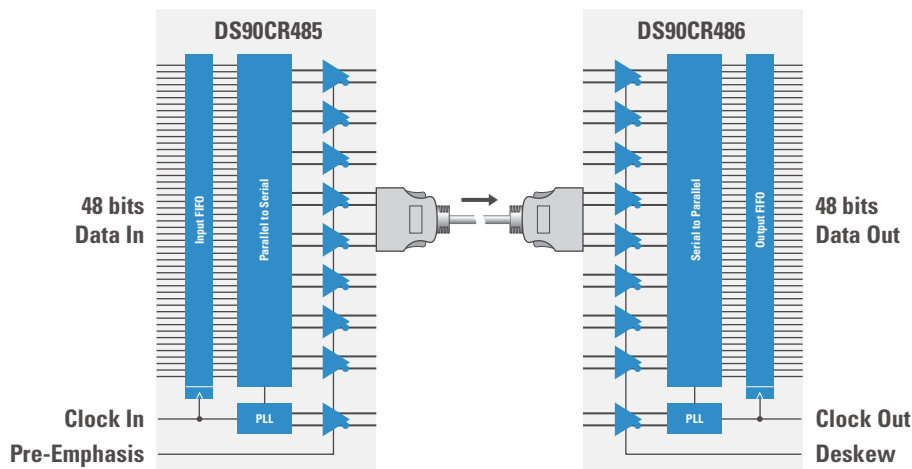 DS90CR485
DS90CR486
48 bits
Data In
Input FIFO
Parallel to Serial
Serial to Parallel
Output FIFO
48 bits
Data Out
Clock In
PLL
PLL
Clock Out
Pre-Emphasis
Deskew